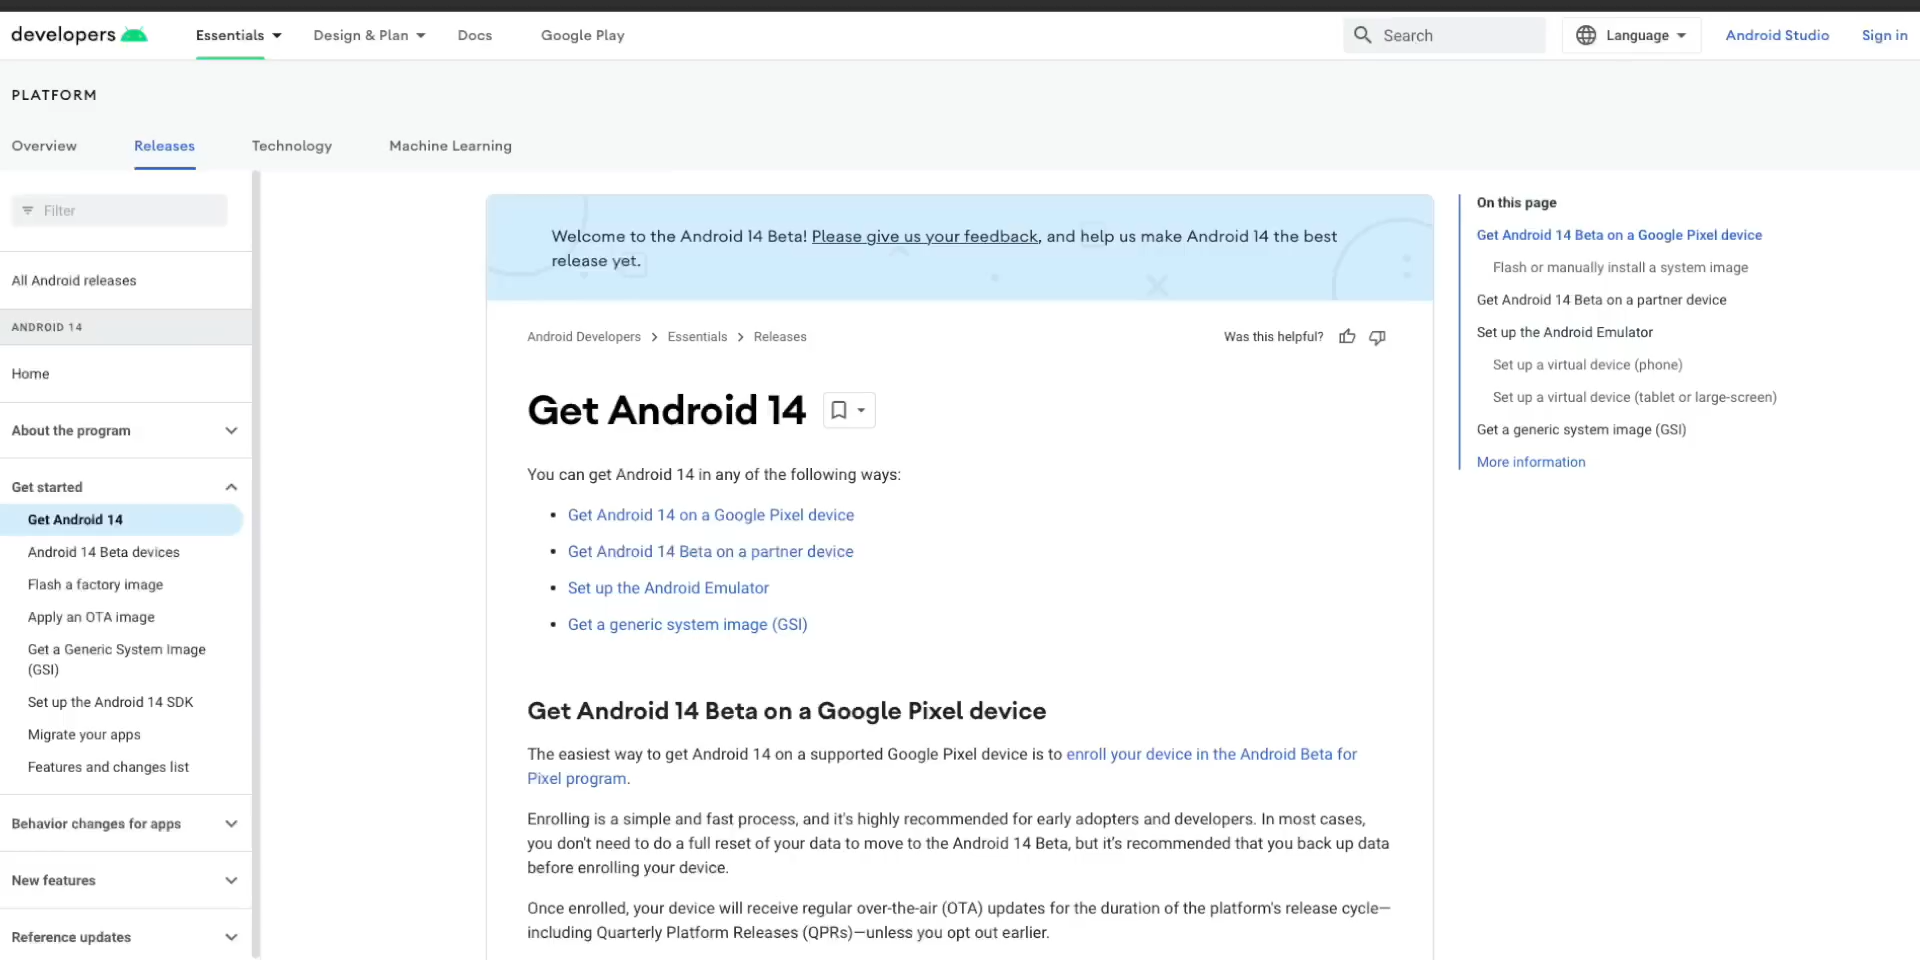 developers
Essentials
Design & Plan
Docs
Google Play
Search
Language
Android Studio
Sign in
PLATFORM
Overview
Releases
Technology
Machine Learning
Filter
All Android releases
ANDROID 14
Home
About the program
Get started
Get Android 14
Android 14 Beta devices
Flash a factory image
Apply an OTA image
Get a Generic System Image
(GSI)
Set up the Android 14 SDK
Migrate your apps
Features and changes list
Behavior changes for apps
New features
Reference updates
Welcome to the Android 14 Beta! Please give us your feedback, and help us make Android 14 the best
release yet.
Android Developers
Essentials
Releases
Was this helpful?
Get Android 14
You can get Android 14 in any of the following ways:
• Get Android 14 on a Google Pixel device
• Get Android 14 Beta on a partner device
• Set up the Android Emulator
• Get a generic system image (GSI)
Get Android 14 Beta on a Google Pixel device
The easiest way to get Android 14 on a supported Google Pixel device is to enroll your device in the Android Beta for
Pixel program.
Enrolling is a simple and fast process, and it's highly recommended for early adopters and developers. In most cases,
you don't need to do a full reset of your data to move to the Android 14 Beta, but it's recommended that you back up data
before enrolling your device.
Once enrolled, your device will receive regular over-the-air (OTA) updates for the duration of the platform's release cycle—
including Quarterly Platform Releases (QPRs)—unless you opt out earlier.
On this page
Get Android 14 Beta on a Google Pixel device
Flash or manually install a system image
Get Android 14 Beta on a partner device
Set up the Android Emulator
Set up a virtual device (phone)
Set up a virtual device (tablet or large-screen)
Get a generic system image (GSI)
More information